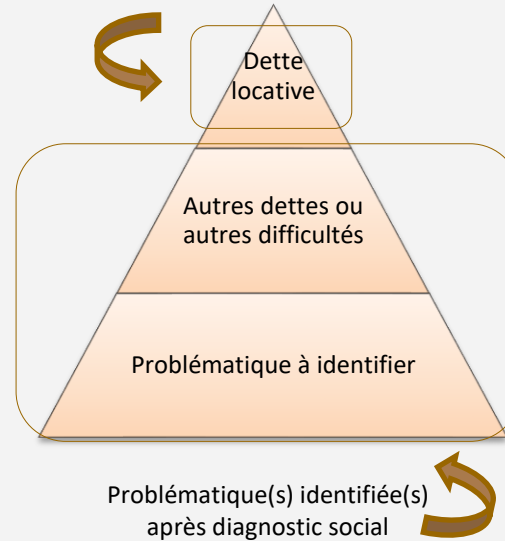 Dette
locative
Autres dettes ou
autres difficultés
Problématique à identifier
Problématique(s) identifiée(s)
après diagnostic social